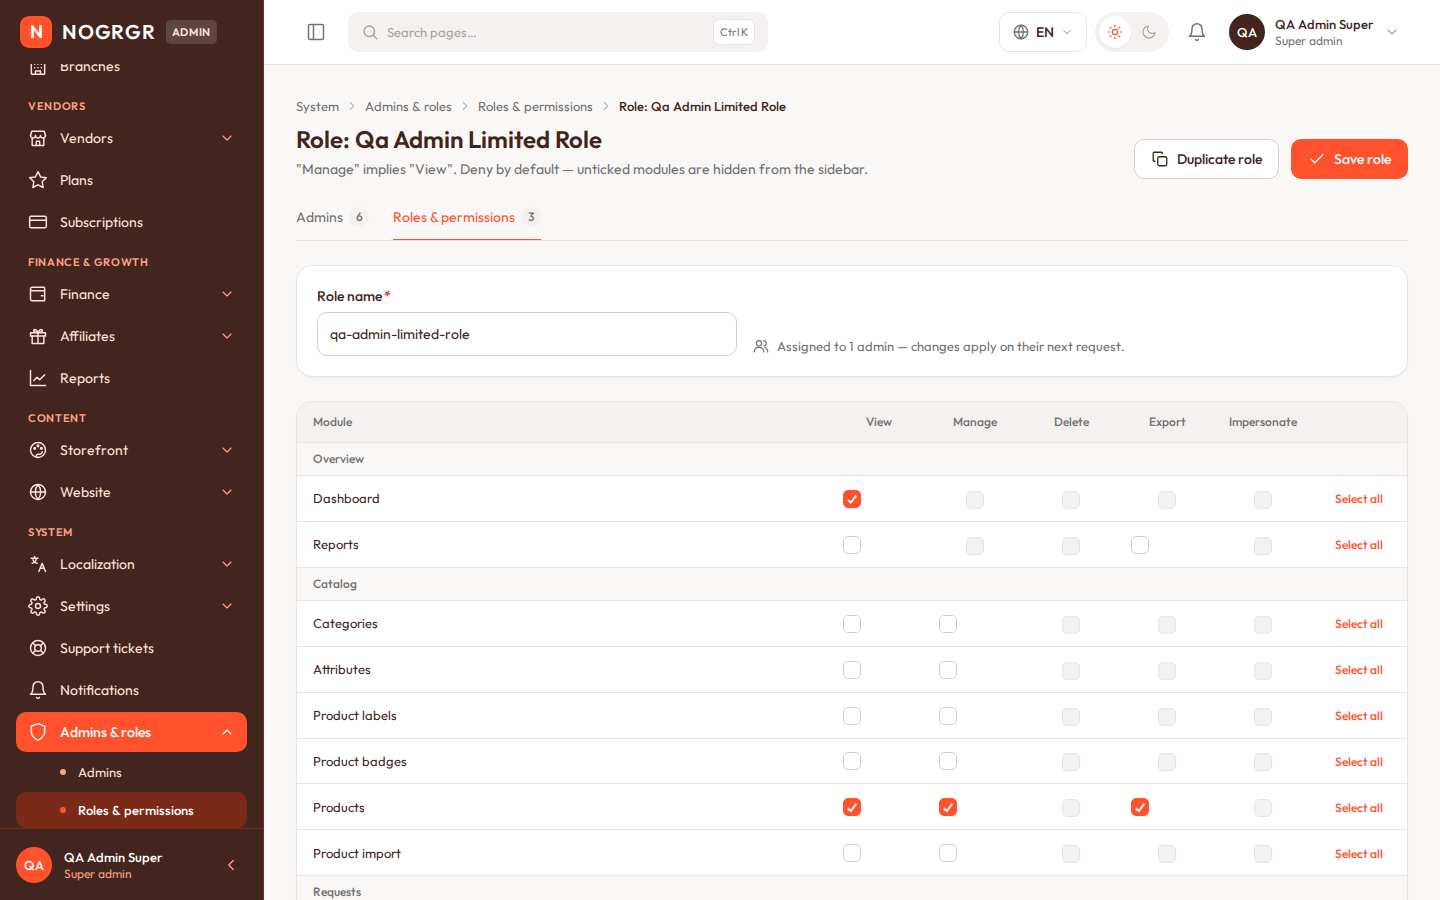 NOGRGR ADMIN
Search pages...
Ctrl K
EN
QA
QA Admin Super
Super admin
Branches
VENDORS
Vendors
Plans
Subscriptions
FINANCE & GROWTH
Finance
Affiliates
Reports
CONTENT
Storefront
Website
SYSTEM
Localization
Settings
Support tickets
Notifications
Admins & roles
Admins
Roles & permissions
QA
QA Admin Super
Super admin
System > Admins & roles > Roles & permissions > Role: Qa Admin Limited Role
Role: Qa Admin Limited Role
"Manage" implies "View". Deny by default — unticked modules are hidden from the sidebar.
Duplicate role
Save role
Admins 6
Roles & permissions 3
Role name*
qa-admin-limited-role
Assigned to 1 admin — changes apply on their next request.
Module View Manage Delete Export Impersonate
Overview
Dashboard Select all
Reports Select all
Catalog
Categories Select all
Attributes Select all
Product labels Select all
Product badges Select all
Products Select all
Product import Select all
Requests